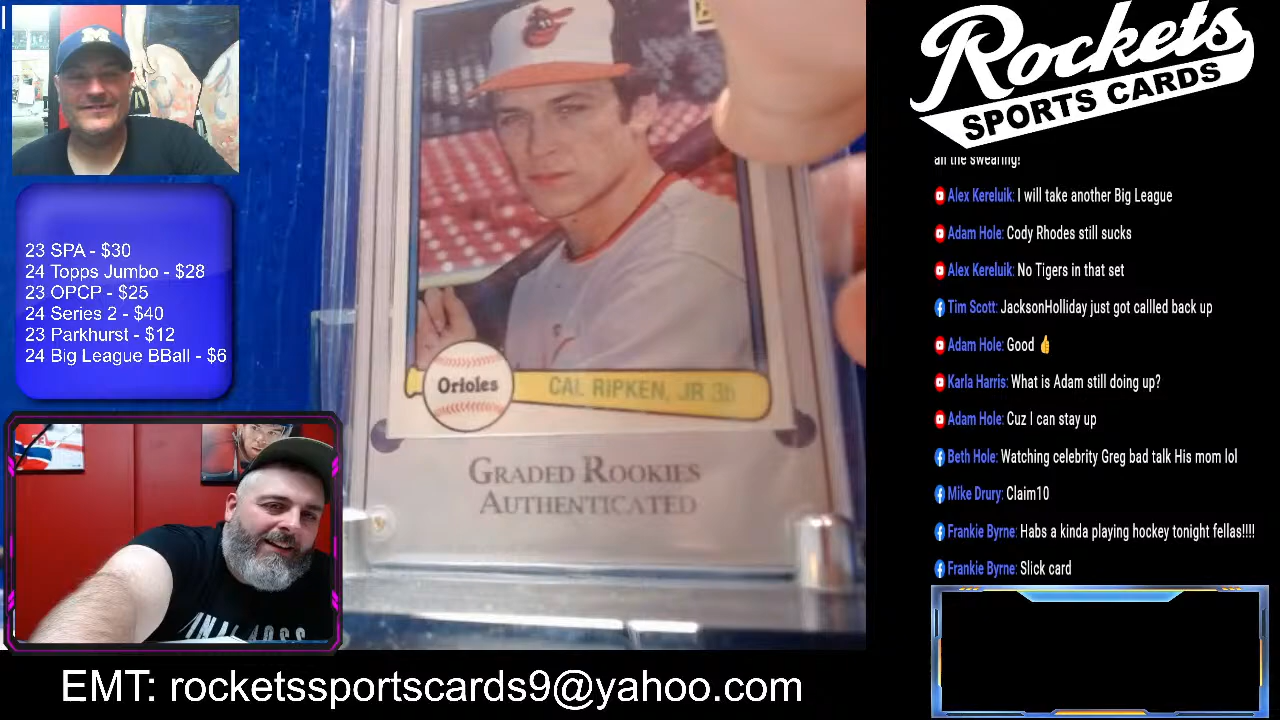 M
23 SPA - $30
24 Topps Jumbo - $28
23 OPCP - $25
24 Series 2 - $40
23 Parkhurst - $12
24 Big League BBall - $6
Orioles
CAL RIPKEN, JR 3b
GRADED ROOKIES
AUTHENTICATED
Rockets
SPORTS CARDS
all the swearing!
Alex Kereluik: I will take another Big League
Adam Hole: Cody Rhodes still sucks
Alex Kereluik: No Tigers in that set
Tim Scott: JacksonHolliday just got callled back up
Adam Hole: Good 👍
Karla Harris: What is Adam still doing up?
Adam Hole: Cuz I can stay up
Beth Hole: Watching celebrity Greg bad talk His mom lol
Mike Drury: Claim10
Frankie Byrne: Habs a kinda playing hockey tonight fellas!!!!
Frankie Byrne: Slick card
EMT: rocketssportscards9@yahoo.com